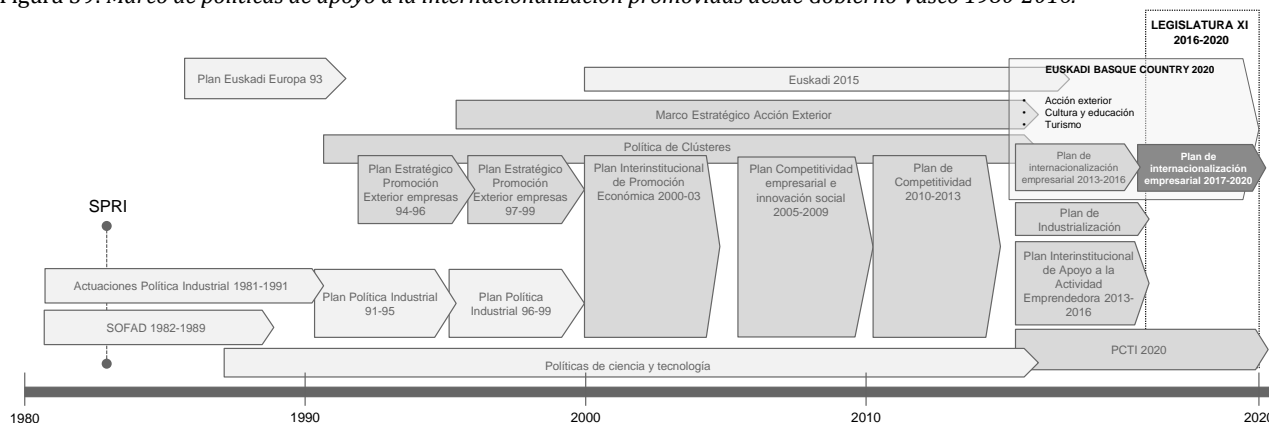 Figura 39. Marco de políticas de apoyo a la internacionalización promovidas desde Gobierno Vasco 1980-2016.
LEGISLATURA XI
2016-2020
Plan Euskadi Europa 93
Euskadi 2015
EUSKADI BASQUE COUNTRY 2020
• Acción exterior
• Cultura y educación
• Turismo
Marco Estratégico Acción Exterior
Política de Clústeres
Plan Estratégico
Promoción
Exterior empresas
94-96
Plan Estratégico
Promoción
Exterior empresas
97-99
Plan Interinstitucional
de Promoción
Económica 2000-03
Plan Competitividad
empresarial e
innovación social
2005-2009
Plan de
Competitividad
2010-2013
Plan de
internacionalización
empresarial 2013-2016
Plan de
internacionalización
empresarial 2017-2020
SPRI
Plan de
Industrialización
Actuaciones Política Industrial 1981-1991
Plan Política Industrial
91-95
Plan Política
Industrial 96-99
Plan Interinstitucional
de Apoyo a la
Actividad
Emprendedora 2013-
2016
SOFAD 1982-1989
Políticas de ciencia y tecnología
PCTI 2020
1980
1990
2000
2010
2020